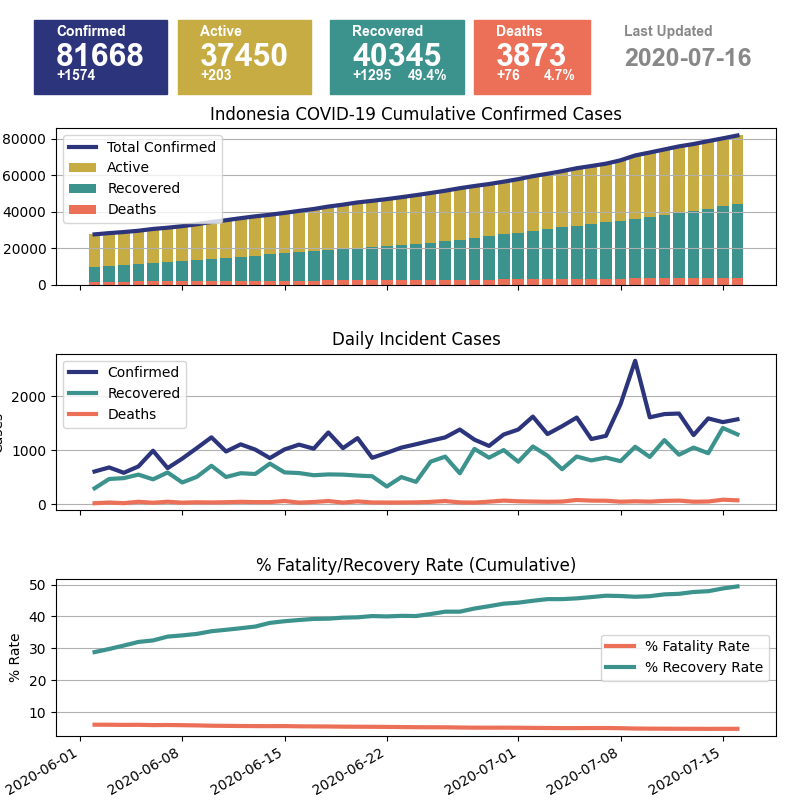 Confirmed
81668
+1574
Active
37450
+203
Recovered
40345
+1295 49.4%
Deaths
3873
+76 4.7%
Last Updated
2020-07-16
Indonesia COVID-19 Cumulative Confirmed Cases
80000
60000
40000
20000
0
Total Confirmed
Active
Recovered
Deaths
Daily Incident Cases
2000
1000
0
Confirmed
Recovered
Deaths
% Fatality/Recovery Rate (Cumulative)
% Rate
50
40
30
20
10
% Fatality Rate
% Recovery Rate
2020-06-01
2020-06-08
2020-06-15
2020-06-22
2020-07-01
2020-07-08
2020-07-15